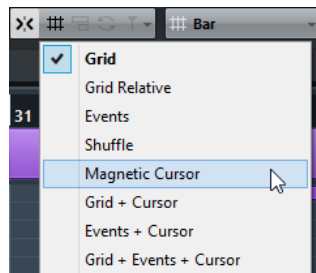 Bar
Grid
Grid Relative
31
Events
Shuffle
Magnetic Cursor
Grid + Cursor
Events + Cursor
Grid + Events + Cursor